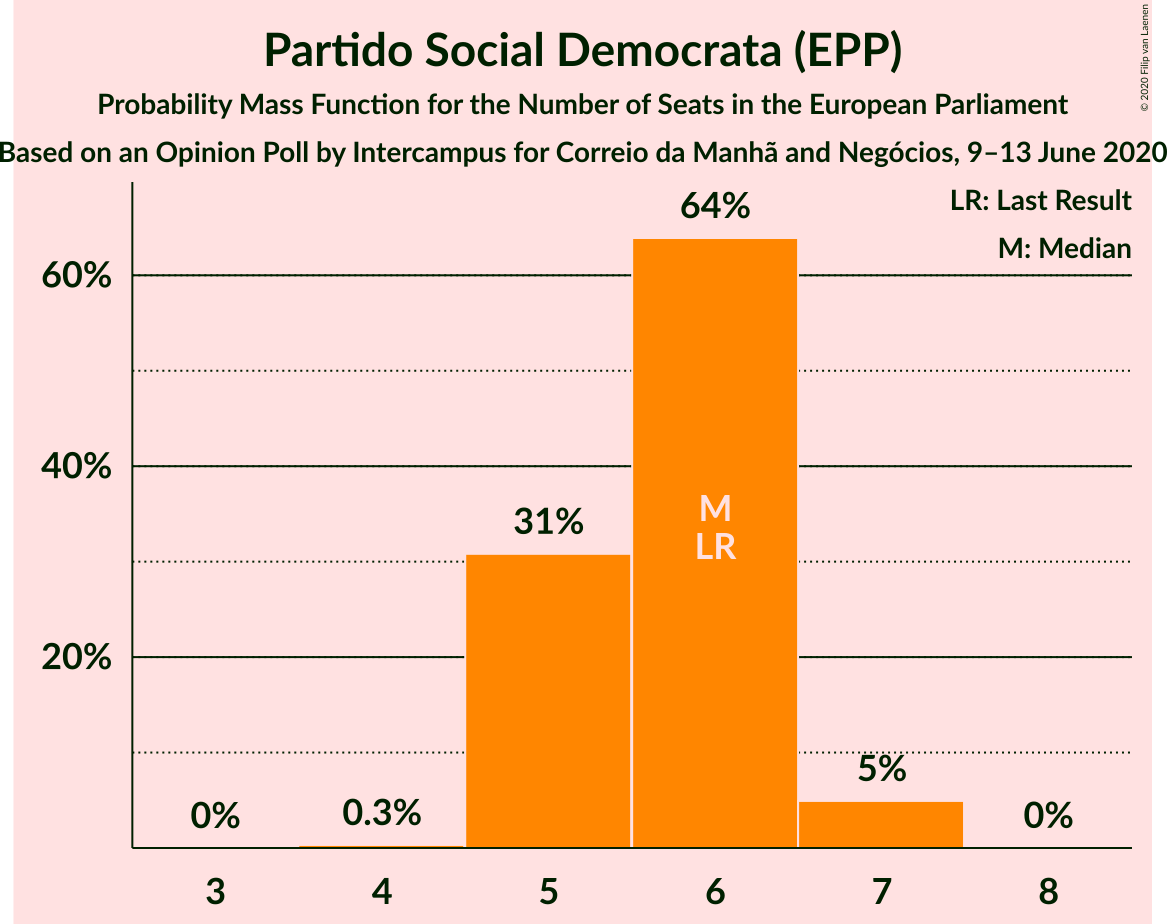 Partido Social Democrata (EPP)
Probability Mass Function for the Number of Seats in the European Parliament
Based on an Opinion Poll by Intercampus for Correio da Manhã and Negócios, 9–13 June 2020
© 2020 Filip van Laenen
LR: Last Result
M: Median
60%
40%
20%
0%
0.3%
31%
64%
5%
0%
M
LR
3
4
5
6
7
8